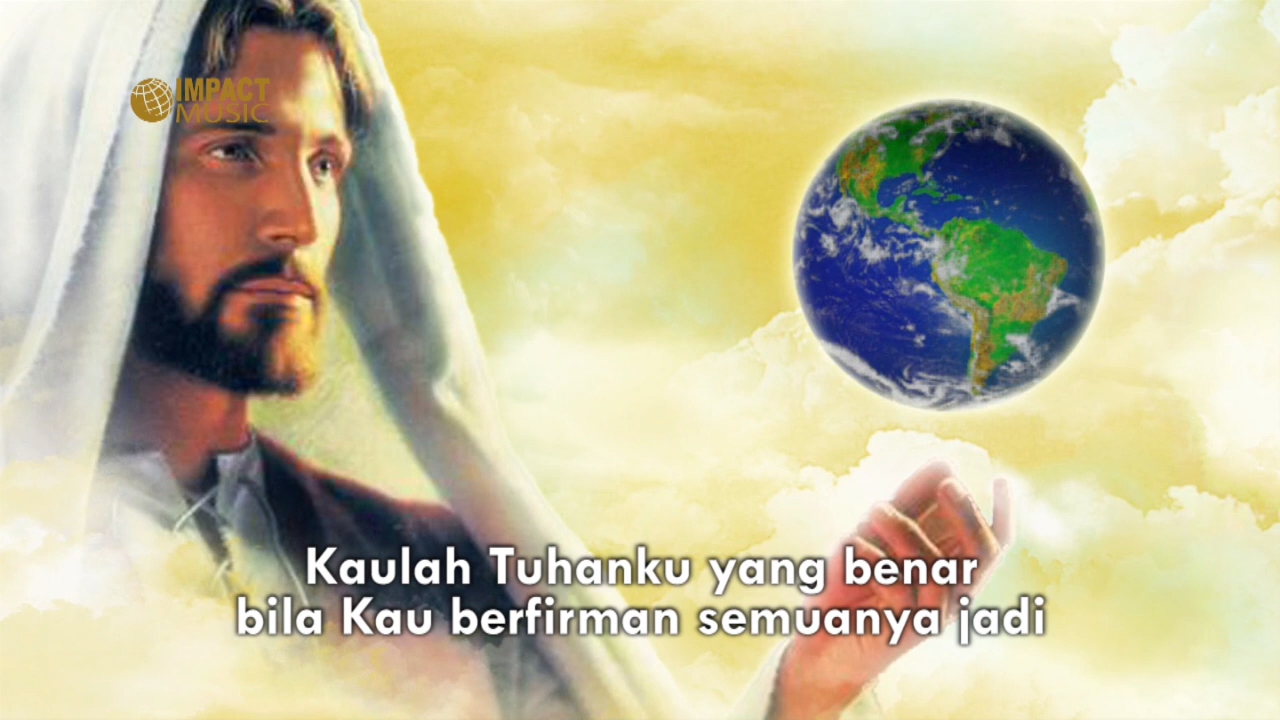 IMPACT
MUSIC
Kaulah Tuhanku yang benar
bila Kau berfirman semuanya jadi